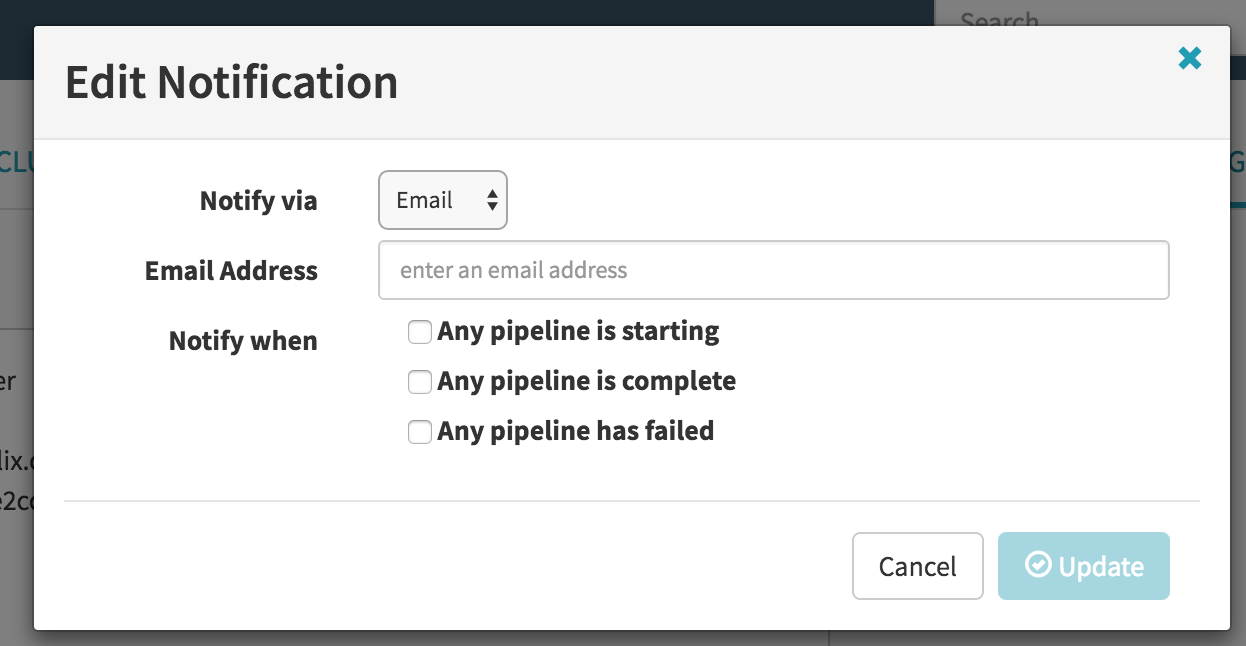 Search
Edit Notification
CLU
G
Notify via
Email
Email Address
enter an email address
Notify when
Any pipeline is starting
Any pipeline is complete
er
Any pipeline has failed
lix.
e2co
Cancel
Update